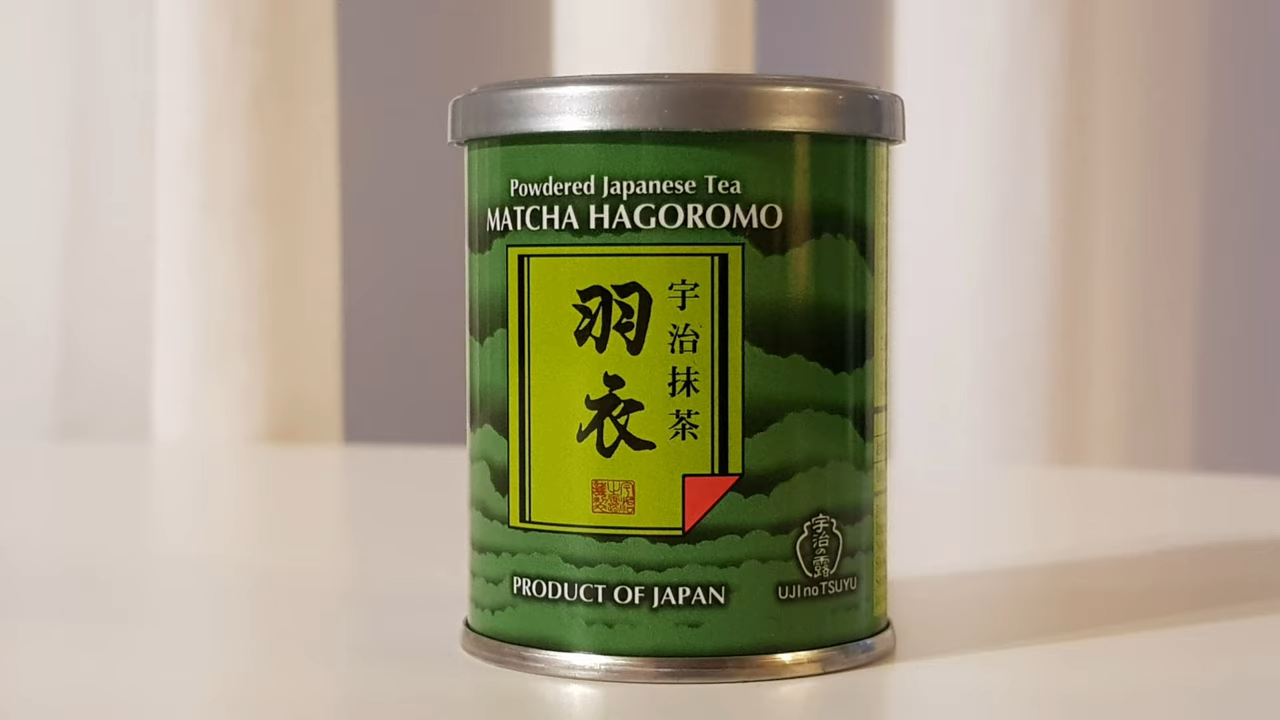 Powdered Japanese Tea
MATCHA HAGOROMO
宇治抹茶
羽衣
PRODUCT OF JAPAN
宇治の露
UJI no TSUYU